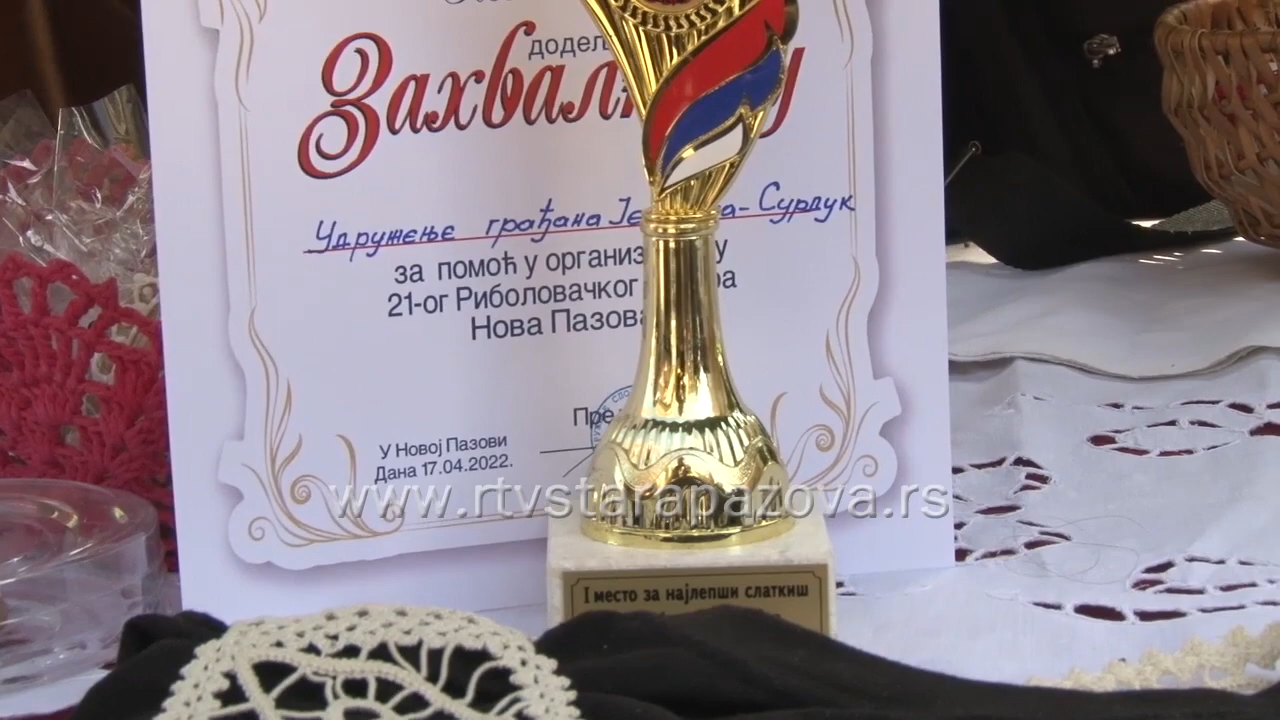 Захвал
Удружење грађана Је а-Сурдук
за помоћ у организ у
21-ог Риболовачког ра
Нова Пазова
Пре
У Новој Пазови
Дана 17.04.2022.
www.rtvstarapazova.rs
I место за најлепши слаткиш